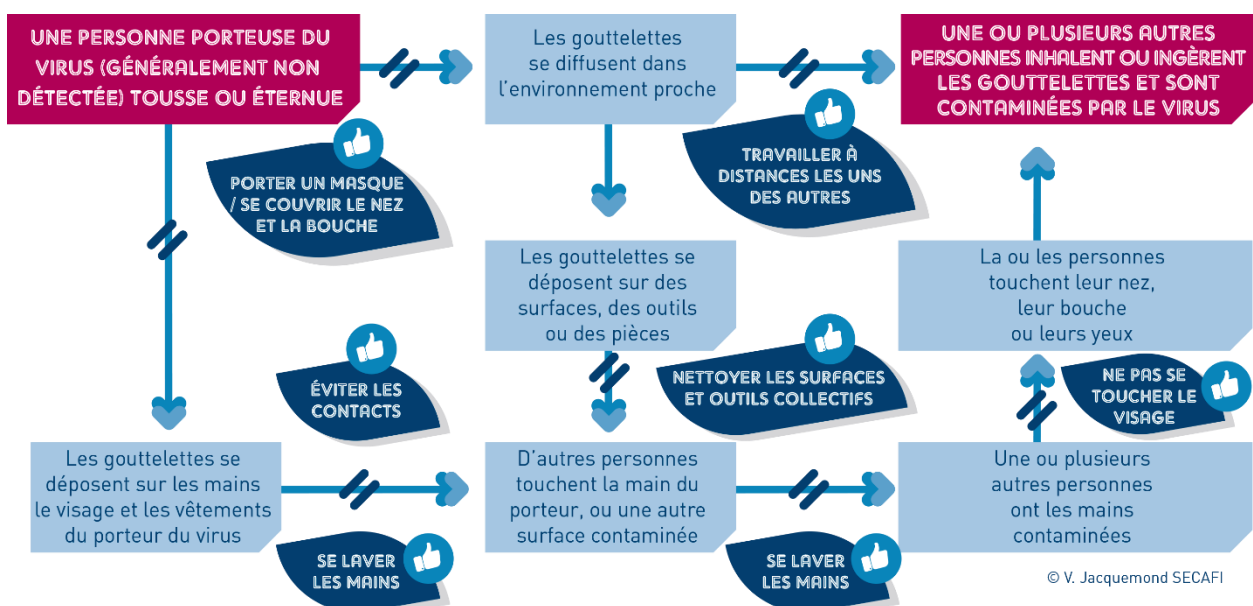 UNE PERSONNE PORTEUSE DU
VIRUS (GÉNÉRALEMENT NON
DÉTECTÉE) TOUSSE OU ÉTERNUE
Les gouttelettes
se diffusent dans
l'environnement proche
UNE OU PLUSIEURS AUTRES
PERSONNES INHALENT OU INGÈRENT
LES GOUTTELETTES ET SONT
CONTAMINÉES PAR LE VIRUS
PORTER UN MASQUE
/ SE COUVRIR LE NEZ
ET LA BOUCHE
TRAVAILLER À
DISTANCES LES UNS
DES AUTRES
Les gouttelettes se
déposent sur des
surfaces, des outils
ou des pièces
La ou les personnes
touchent leur nez,
leur bouche
ou leurs yeux
ÉVITER LES
CONTACTS
NETTOYER LES SURFACES
ET OUTILS COLLECTIFS
NE PAS SE
TOUCHER LE
VISAGE
Les gouttelettes se
déposent sur les mains
le visage et les vêtements
du porteur du virus
D'autres personnes
touchent la main du
porteur, ou une autre
surface contaminée
Une ou plusieurs
autres personnes
ont les mains
contaminées
SE LAVER
LES MAINS
SE LAVER
LES MAINS
© V. Jacquemond SECAFI